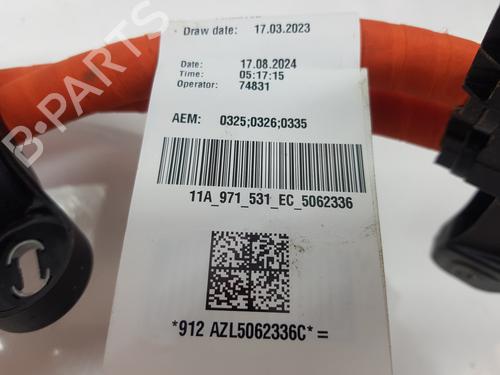 Draw date: 17.03.2023
Date: 17.08.2024
Time: 05:17:15
Operator: 74831
AEM: 0325;0326;0335
11A_971_531_EC_5062336
*912 AZL5062336C* =
B-PARTS